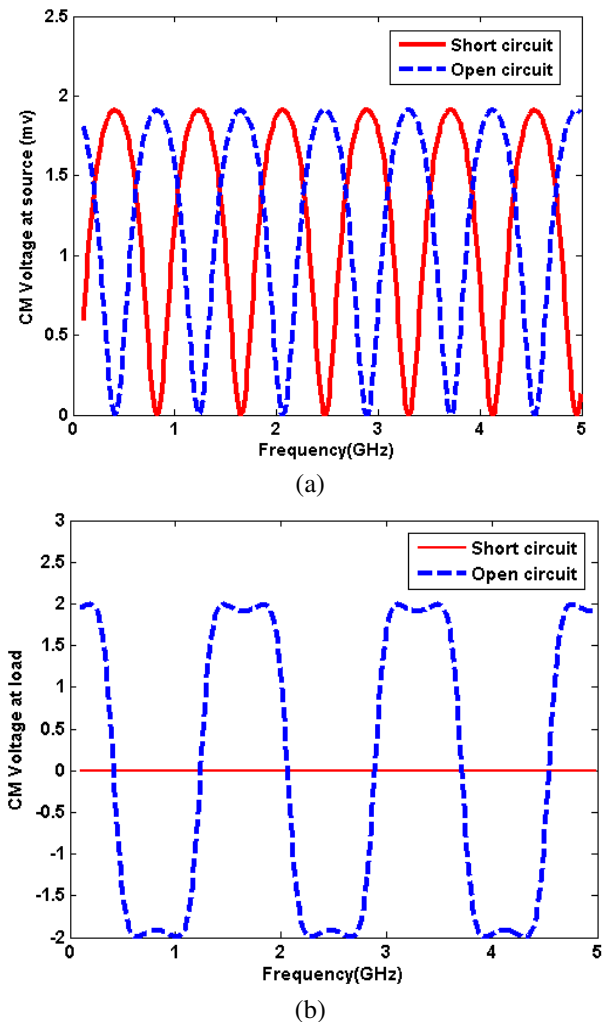 2.5
2
1.5
1
0.5
0
CM Voltage at source (mv)
Short circuit
Open circuit
0 1 2 3 4 5
Frequency(GHz)
(a)
3
2.5
2
1.5
1
0.5
0
-0.5
-1
-1.5
-2
CM Voltage at load
Short circuit
Open circuit
0 1 2 3 4 5
Frequency(GHz)
(b)